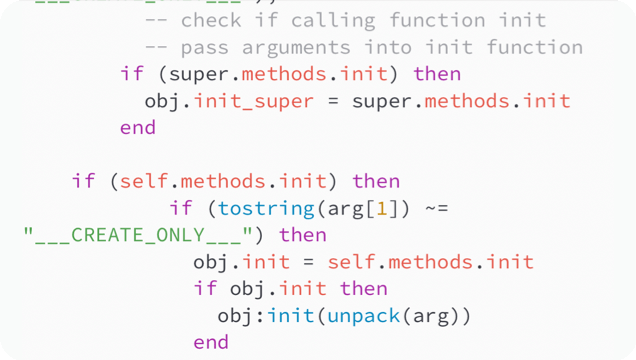 "___CREATE_ONLY___");
-- check if calling function init
-- pass arguments into init function
if (super.methods.init) then
obj.init_super = super.methods.init
end
if (self.methods.init) then
if (tostring(arg[1]) ~=
"___CREATE_ONLY___") then
obj.init = self.methods.init
if obj.init then
obj:init(unpack(arg))
end